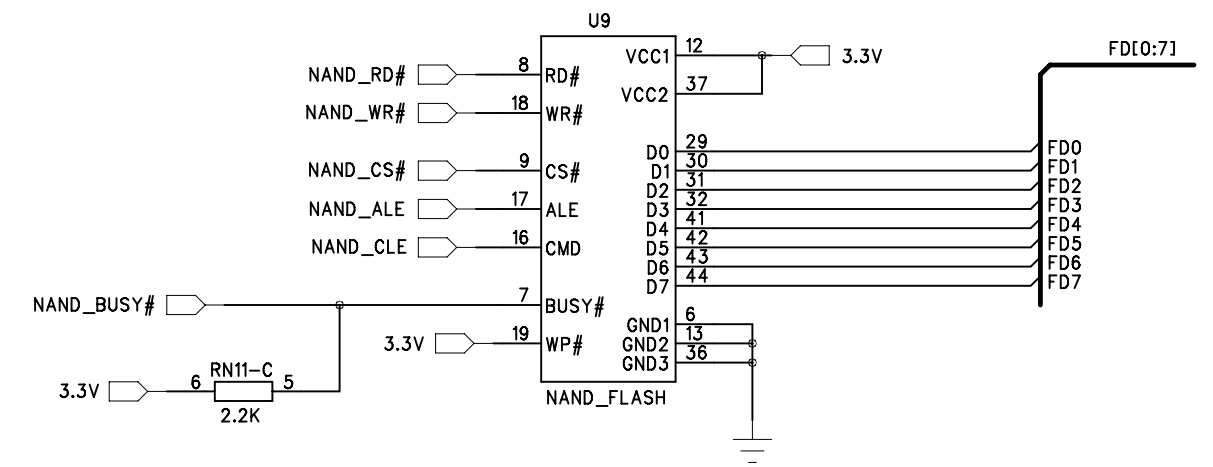 U9
FD[0:7]
NAND_RD# 8 RD# VCC1 12 3.3V
VCC2 37
NAND_WR# 18 WR#
D0 29 FD0
NAND_CS# 9 CS# D1 30 FD1
D2 31 FD2
NAND_ALE 17 ALE D3 32 FD3
D4 41 FD4
NAND_CLE 16 CMD D5 42 FD5
D6 43 FD6
D7 44 FD7
NAND_BUSY# 7 BUSY#
GND1 6
3.3V 19 WP# GND2 13
GND3 36
RN11-C
3.3V 6 5
2.2K
NAND_FLASH